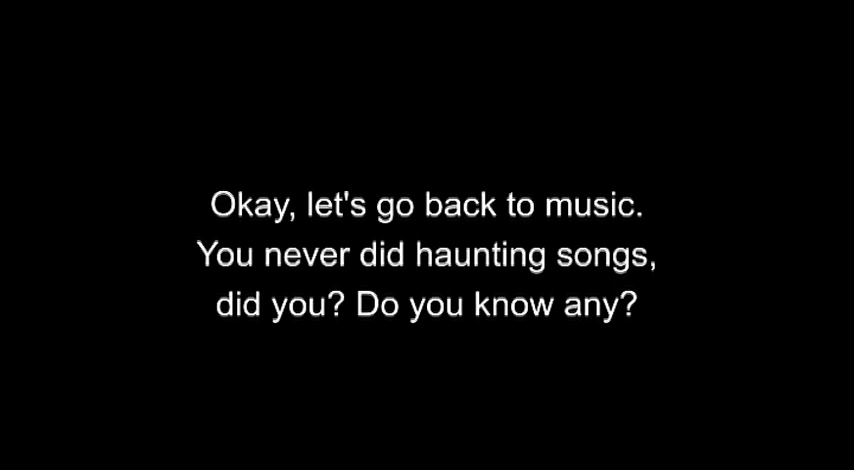 Okay, let's go back to music.
You never did haunting songs,
did you? Do you know any?